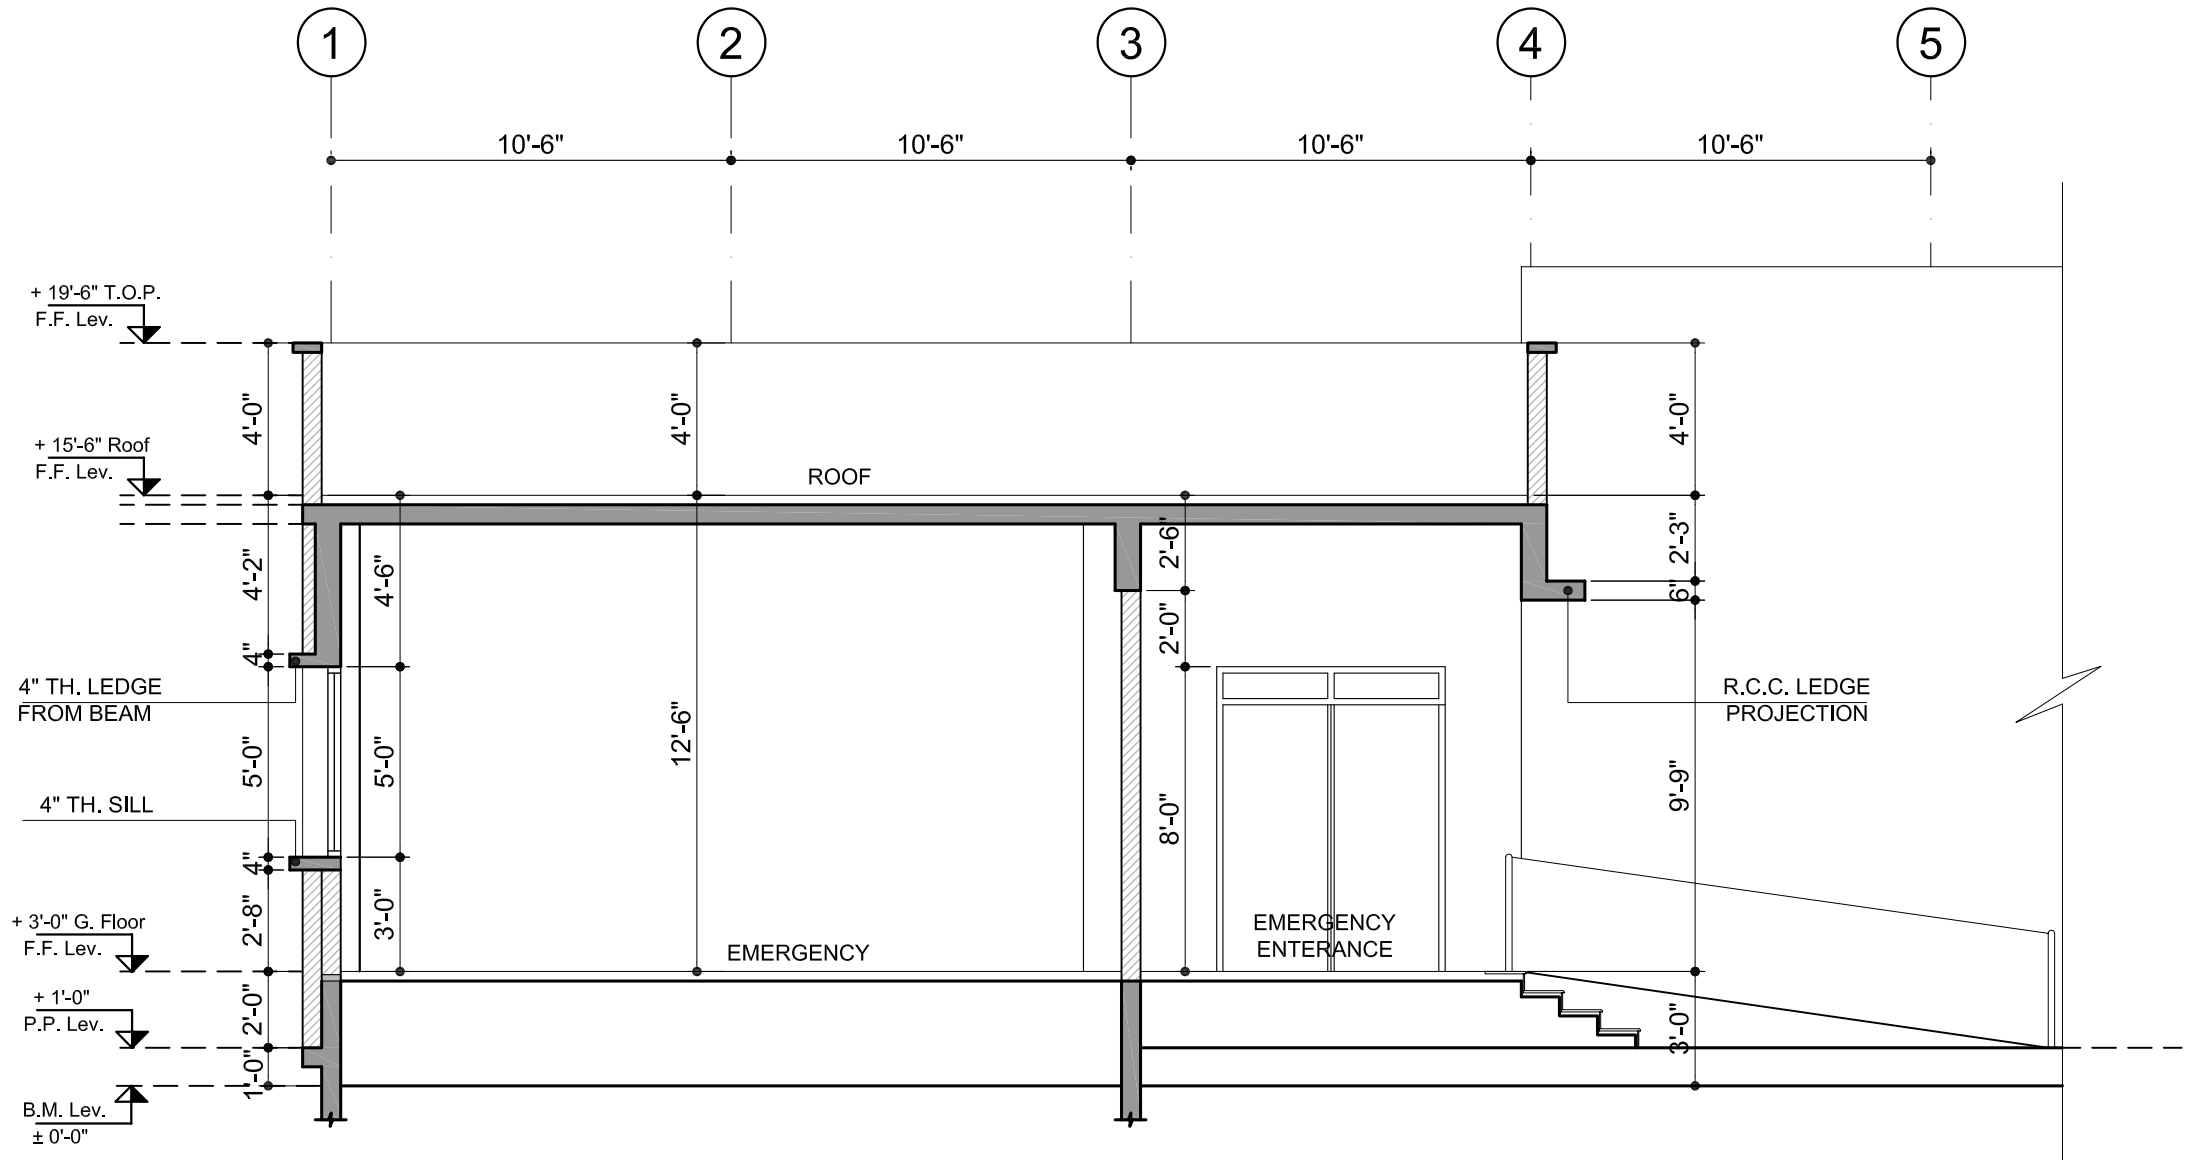 1 2 3 4 5
10'-6" 10'-6" 10'-6" 10'-6"
+ 19'-6" T.O.P.
F.F. Lev.
4'-0" 4'-0" 4'-0"
+ 15'-6" Roof
F.F. Lev.
ROOF
4'-2" 4'-6" 2'-6" 2'-3"
6"
2'-0"
4"
4" TH. LEDGE
FROM BEAM
R.C.C. LEDGE
PROJECTION
5'-0" 5'-0" 12'-6" 8'-0" 9'-9"
4" TH. SILL
4"
2'-8" 3'-0"
+ 3'-0" G. Floor
F.F. Lev.
EMERGENCY
EMERGENCY
ENTERANCE
+ 1'-0"
P.P. Lev.
2'-0" 3'-0"
1'-0"
B.M. Lev.
± 0'-0"